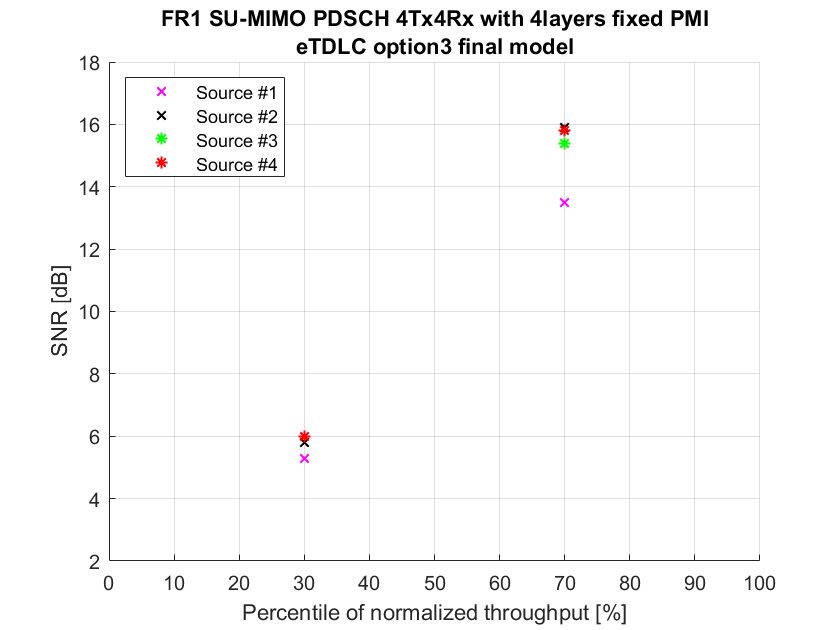 FR1 SU-MIMO PDSCH 4Tx4Rx with 4layers fixed PMI
eTDLC option3 final model
18
16
14
12
10
8
6
4
2
SNR [dB]
Source #1
Source #2
Source #3
Source #4
0 10 20 30 40 50 60 70 80 90 100
Percentile of normalized throughput [%]